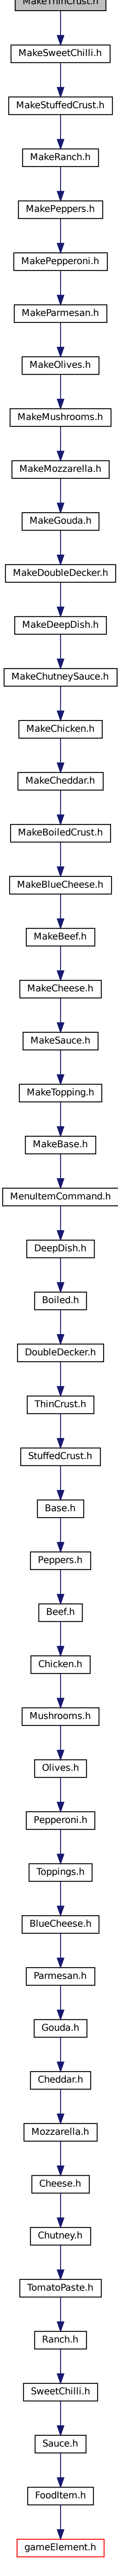 MakeThinCrust.h
MakeSweetChilli.h
MakeStuffedCrust.h
MakeRanch.h
MakePeppers.h
MakePepperoni.h
MakeParmesan.h
MakeOlives.h
MakeMushrooms.h
MakeMozzarella.h
MakeGouda.h
MakeDoubleDecker.h
MakeDeepDish.h
MakeChutneySauce.h
MakeChicken.h
MakeCheddar.h
MakeBoiledCrust.h
MakeBlueCheese.h
MakeBeef.h
MakeCheese.h
MakeSauce.h
MakeTopping.h
MakeBase.h
MenuItemCommand.h
DeepDish.h
Boiled.h
DoubleDecker.h
ThinCrust.h
StuffedCrust.h
Base.h
Peppers.h
Beef.h
Chicken.h
Mushrooms.h
Olives.h
Pepperoni.h
Toppings.h
BlueCheese.h
Parmesan.h
Gouda.h
Cheddar.h
Mozzarella.h
Cheese.h
Chutney.h
TomatoPaste.h
Ranch.h
SweetChilli.h
Sauce.h
FoodItem.h
gameElement.h